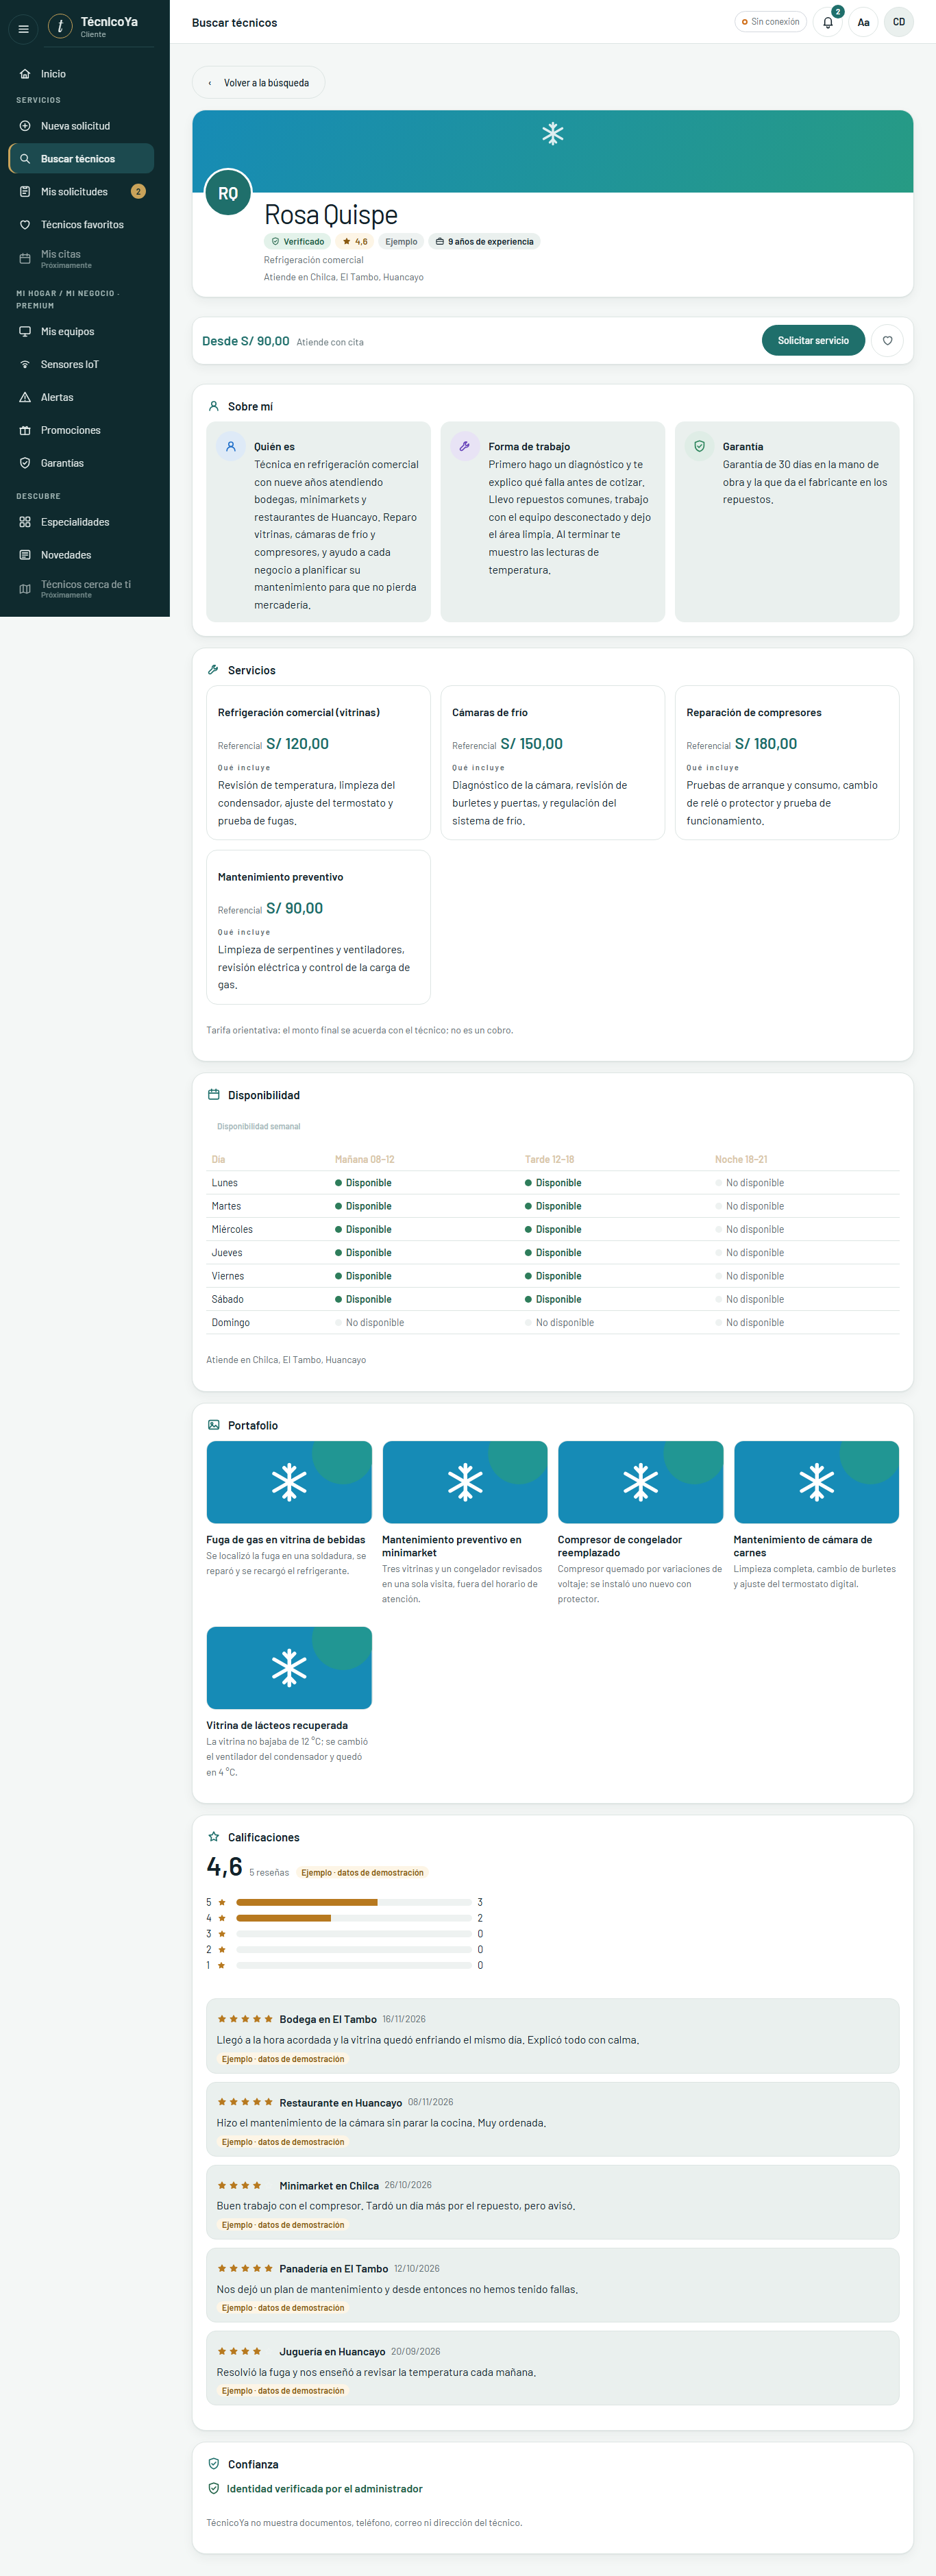 TécnicoYa
Cliente
Inicio
SERVICIOS
Nueva solicitud
Buscar técnicos
Mis solicitudes 2
Técnicos favoritos
Mis citas
Próximamente
MI HOGAR / MI NEGOCIO ·
PREMIUM
Mis equipos
Sensores IoT
Alertas
Promociones
Garantías
DESCUBRE
Especialidades
Novedades
Técnicos cerca de ti
Próximamente
Buscar técnicos
Sin conexión
2
Aa
CD
‹ Volver a la búsqueda
RQ
Rosa Quispe
Verificado
4,6
Ejemplo
9 años de experiencia
Refrigeración comercial
Atiende en Chilca, El Tambo, Huancayo
Desde S/ 90,00 Atiende con cita
Solicitar servicio
Sobre mí
Quién es
Técnica en refrigeración comercial
con nueve años atendiendo
bodegas, minimarkets y
restaurantes de Huancayo. Reparo
vitrinas, cámaras de frío y
compresores, y ayudo a cada
negocio a planificar su
mantenimiento para que no pierda
mercadería.
Forma de trabajo
Primero hago un diagnóstico y te
explico qué falla antes de cotizar.
Llevo repuestos comunes, trabajo
con el equipo desconectado y dejo
el área limpia. Al terminar te
muestro las lecturas de
temperatura.
Garantía
Garantía de 30 días en la mano de
obra y la que da el fabricante en los
repuestos.
Servicios
Refrigeración comercial (vitrinas)
Referencial S/ 120,00
Qué incluye
Revisión de temperatura, limpieza del
condensador, ajuste del termostato y
prueba de fugas.
Cámaras de frío
Referencial S/ 150,00
Qué incluye
Diagnóstico de la cámara, revisión de
burletes y puertas, y regulación del
sistema de frío.
Reparación de compresores
Referencial S/ 180,00
Qué incluye
Pruebas de arranque y consumo, cambio
de relé o protector y prueba de
funcionamiento.
Mantenimiento preventivo
Referencial S/ 90,00
Qué incluye
Limpieza de serpentines y ventiladores,
revisión eléctrica y control de la carga de
gas.
Tarifa orientativa: el monto final se acuerda con el técnico; no es un cobro.
Disponibilidad
Disponibilidad semanal
Día Mañana 08–12 Tarde 12–18 Noche 18–21
Lunes Disponible Disponible No disponible
Martes Disponible Disponible No disponible
Miércoles Disponible Disponible No disponible
Jueves Disponible Disponible No disponible
Viernes Disponible Disponible No disponible
Sábado Disponible Disponible No disponible
Domingo No disponible No disponible No disponible
Atiende en Chilca, El Tambo, Huancayo
Portafolio
Fuga de gas en vitrina de bebidas
Se localizó la fuga en una soldadura, se
reparó y se recargó el refrigerante.
Mantenimiento preventivo en
minimarket
Tres vitrinas y un congelador revisados
en una sola visita, fuera del horario de
atención.
Compresor de congelador
reemplazado
Compresor quemado por variaciones de
voltaje; se instaló uno nuevo con
protector.
Mantenimiento de cámara de
carnes
Limpieza completa, cambio de burletes
y ajuste del termostato digital.
Vitrina de lácteos recuperada
La vitrina no bajaba de 12 °C; se cambió
el ventilador del condensador y quedó
en 4 °C.
Calificaciones
4,6 5 reseñas Ejemplo · datos de demostración
5 3
4 2
3 0
2 0
1 0
Bodega en El Tambo 16/11/2026
Llegó a la hora acordada y la vitrina quedó enfriando el mismo día. Explicó todo con calma.
Ejemplo · datos de demostración
Restaurante en Huancayo 08/11/2026
Hizo el mantenimiento de la cámara sin parar la cocina. Muy ordenada.
Ejemplo · datos de demostración
Minimarket en Chilca 26/10/2026
Buen trabajo con el compresor. Tardó un día más por el repuesto, pero avisó.
Ejemplo · datos de demostración
Panadería en El Tambo 12/10/2026
Nos dejó un plan de mantenimiento y desde entonces no hemos tenido fallas.
Ejemplo · datos de demostración
Juguería en Huancayo 20/09/2026
Resolvió la fuga y nos enseñó a revisar la temperatura cada mañana.
Ejemplo · datos de demostración
Confianza
Identidad verificada por el administrador
TécnicoYa no muestra documentos, teléfono, correo ni dirección del técnico.